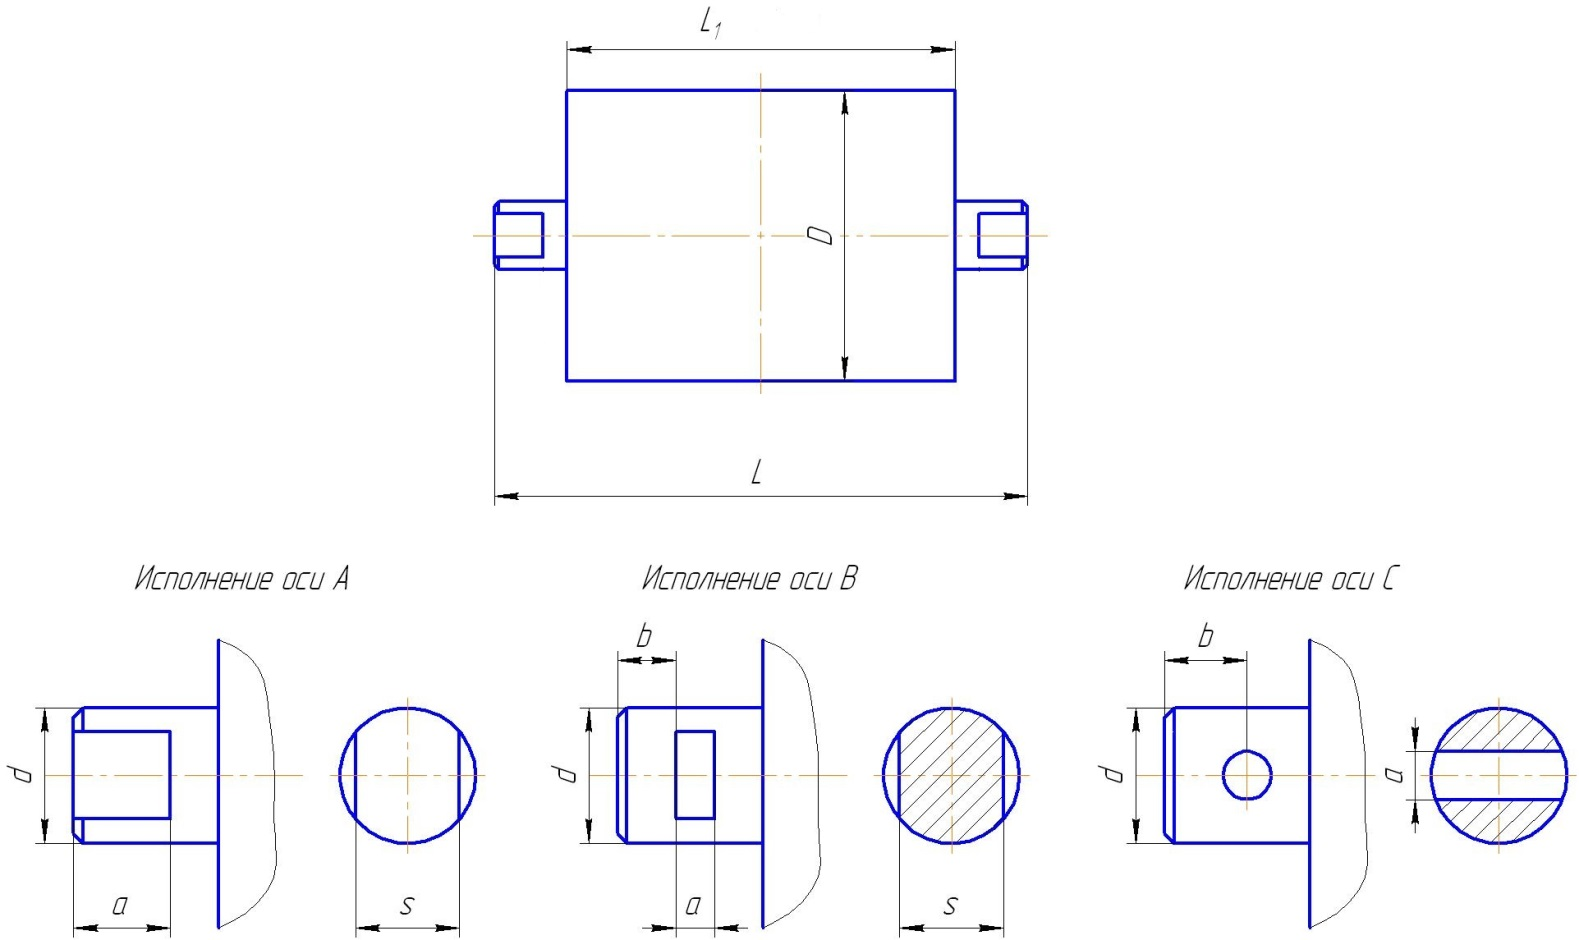 L₁
D
L
Исполнение оси А
Исполнение оси В
Исполнение оси С
b
b
d
d
d
a
a
s
a
s